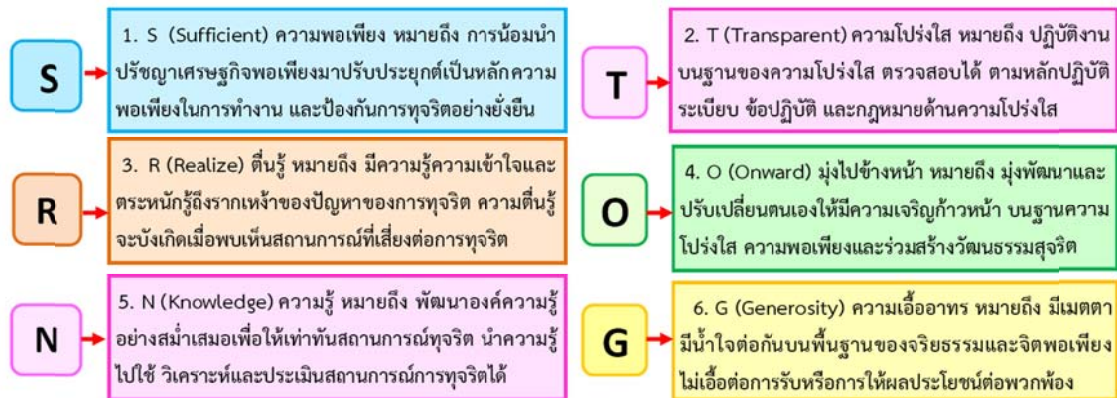 S
1. S (Sufficient) ความพอเพียง หมายถึง การน้อมนำ
ปรัชญาเศรษฐกิจพอเพียงมาปรับประยุกต์เป็นหลักความ
พอเพียงในการทำงาน และป้องกันการทุจริตอย่างยั่งยืน
T
2. T (Transparent) ความโปร่งใส หมายถึง ปฏิบัติงาน
บนฐานของความโปร่งใส ตรวจสอบได้ ตามหลักปฏิบัติ
ระเบียบ ข้อปฏิบัติ และกฎหมายด้านความโปร่งใส
R
3. R (Realize) ตื่นรู้ หมายถึง มีความรู้ความเข้าใจและ
ตระหนักรู้ถึงรากเหง้าของปัญหาของการทุจริต ความตื่นรู้
จะบังเกิดเมื่อพบเห็นสถานการณ์ที่เสี่ยงต่อการทุจริต
O
4. O (Onward) มุ่งไปข้างหน้า หมายถึง มุ่งพัฒนาและ
ปรับเปลี่ยนตนเองให้มีความเจริญก้าวหน้า บนฐานความ
โปร่งใส ความพอเพียงและร่วมสร้างวัฒนธรรมสุจริต
N
5. N (Knowledge) ความรู้ หมายถึง พัฒนาองค์ความรู้
อย่างสม่ำเสมอเพื่อให้เท่าทันสถานการณ์ทุจริต นำความรู้
ไปใช้ วิเคราะห์และประเมินสถานการณ์การทุจริตได้
G
6. G (Generosity) ความเอื้ออาทร หมายถึง มีเมตตา
มีน้ำใจต่อกันบนพื้นฐานของจริยธรรมและจิตพอเพียง
ไม่เอื้อต่อการรับหรือการให้ผลประโยชน์ต่อพวกพ้อง